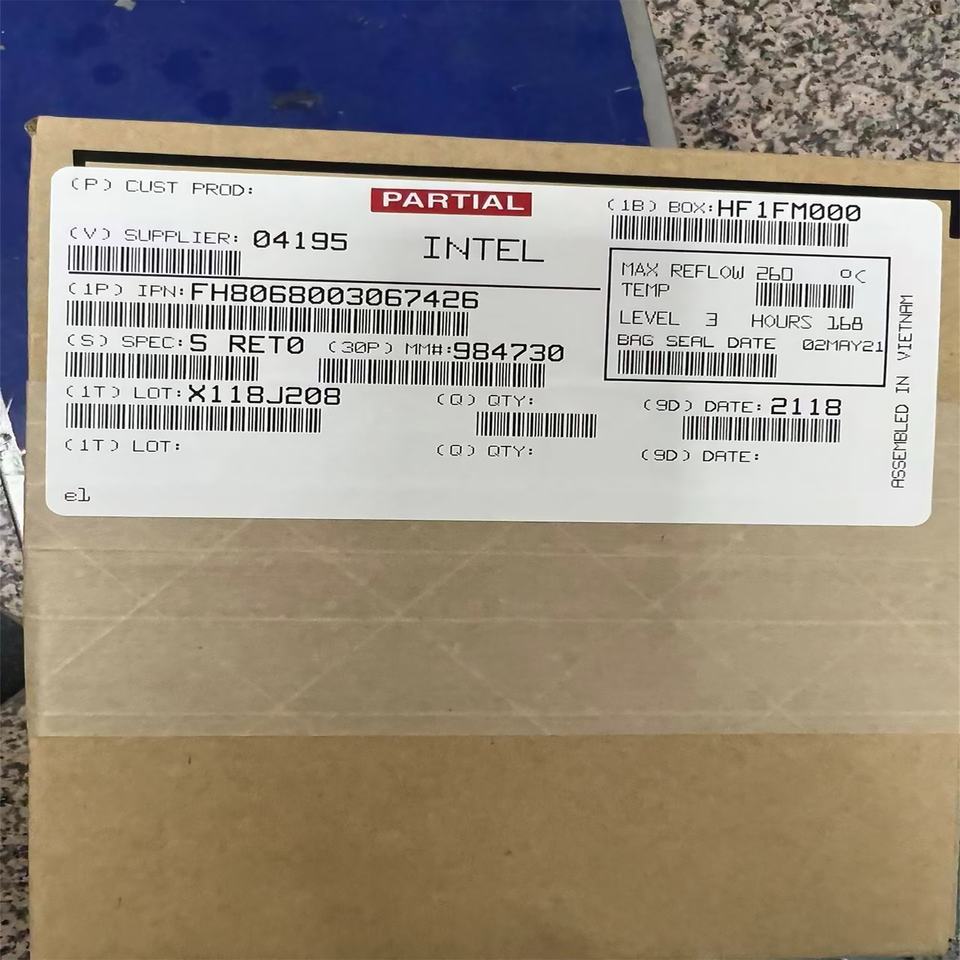 (P) CUST PROD:
PARTIAL
(1B) BOX: HF1FM000
(V) SUPPLIER: 04195
INTEL
MAX REFLOW 260 °C
TEMP
(1P) IPN: FH8068003067426
LEVEL 3 HOURS 168
(S) SPEC: S RET0 (30P) MM#: 984730
BAG SEAL DATE 02MAY21
(1T) LOT: X118J208
(Q) QTY:
(9D) DATE: 2118
(1T) LOT:
(Q) QTY:
(9D) DATE:
e1
ASSEMBLED IN VIETNAM